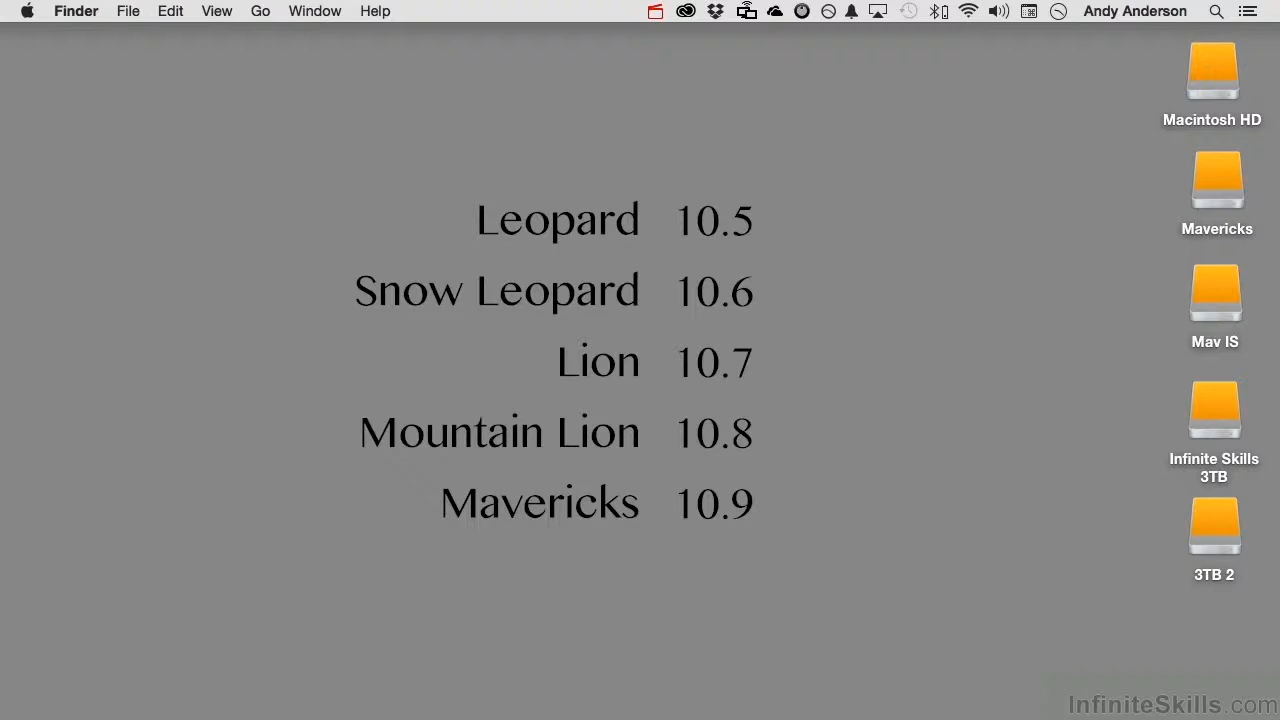 Finder File Edit View Go Window Help Andy Anderson
Macintosh HD
Leopard 10.5
Mavericks
Snow Leopard 10.6
Mav IS
Lion 10.7
Mountain Lion 10.8
Infinite Skills
3TB
Mavericks 10.9
3TB 2
InfiniteSkills.com